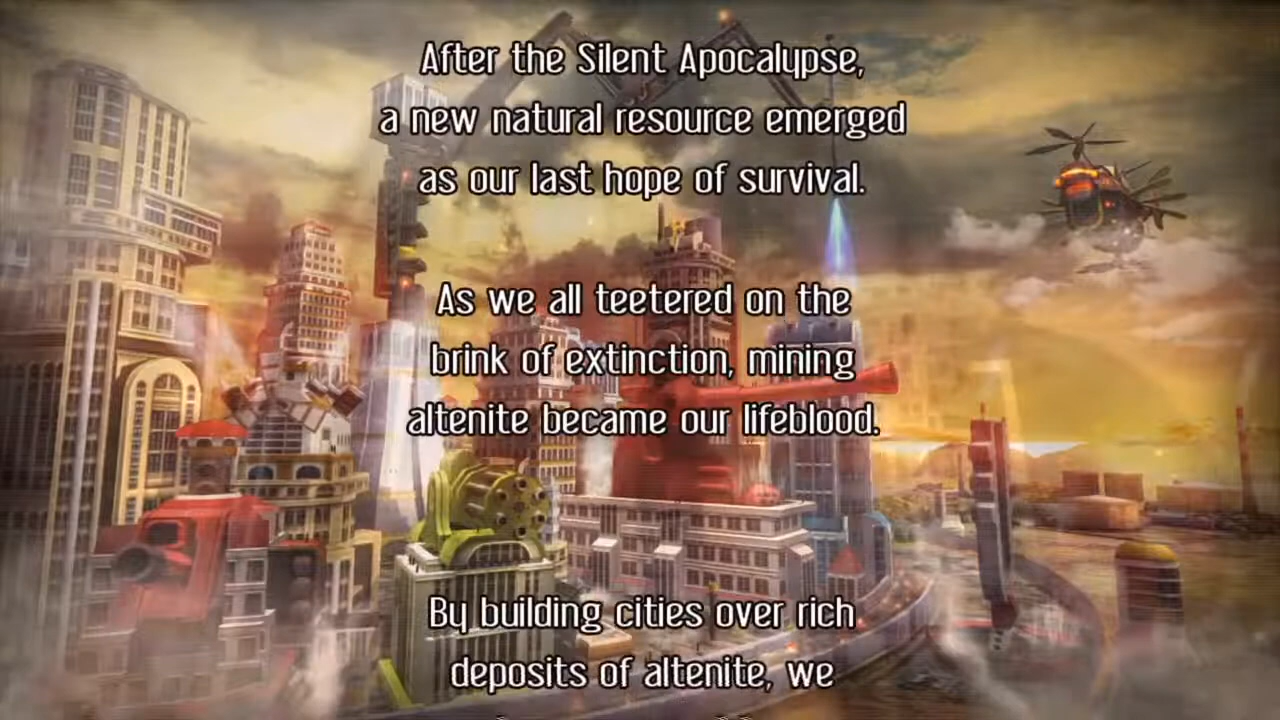 After the Silent Apocalypse,
a new natural resource emerged
as our last hope of survival.
As we all teetered on the
brink of extinction, mining
altenite became our lifeblood.
By building cities over rich
deposits of altenite, we